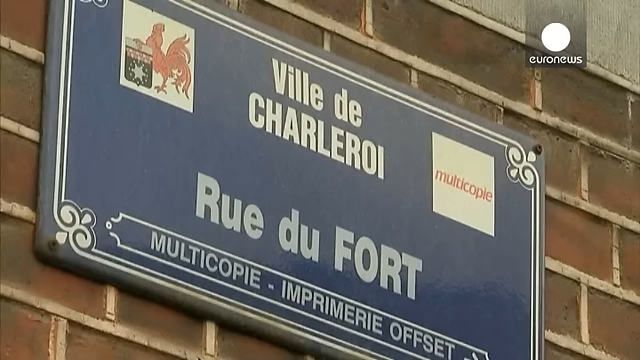 euronews
Ville de
CHARLEROI
multicopie
Rue du FORT
MULTICOPIE - IMPRIMERIE OFFSET